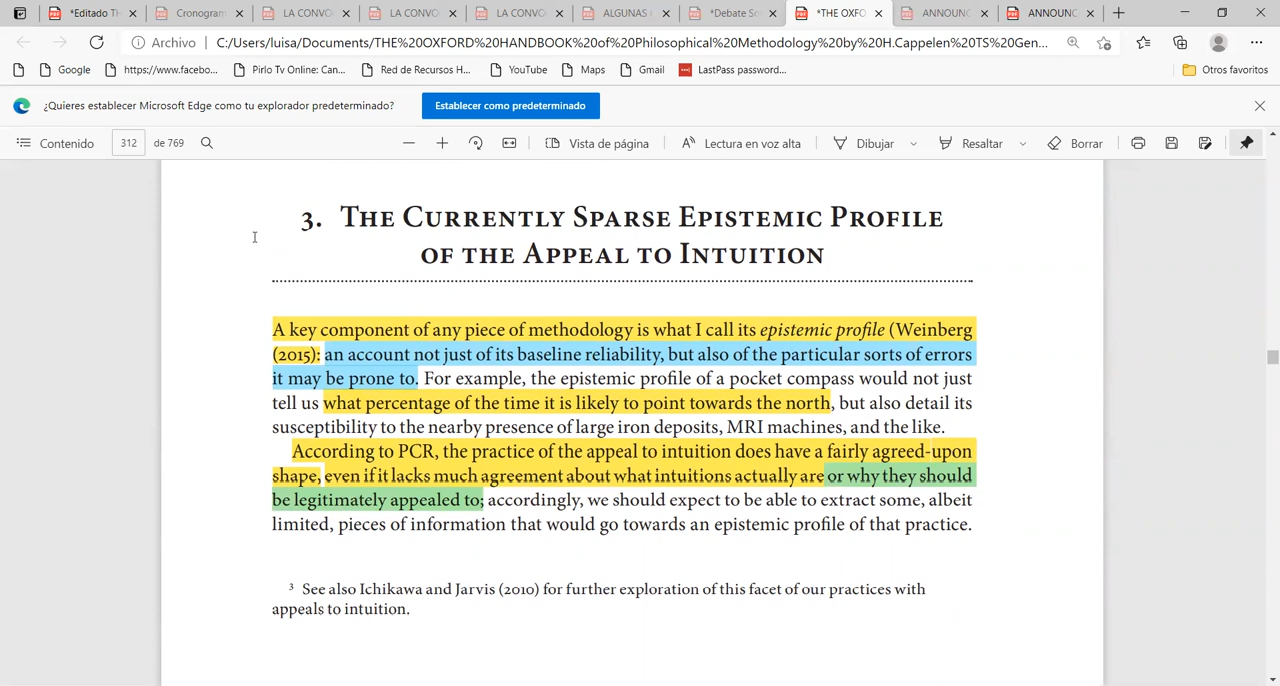 *Editado TH
Cronogram
LA CONVO
LA CONVO
LA CONVO
ALGUNAS
*Debate So
*THE OXFO
ANNOUNC
ANNOUNC
Archivo
C:/Users/luisa/Documents/THE%20OXFORD%20HANDBOOK%20of%20Philosophical%20Methodology%20by%20H.Cappelen%20TS%20Gen...
Google
https://www.facebo...
Pirlo Tv Online: Can...
Red de Recursos H...
YouTube
Maps
Gmail
LastPass password...
Otros favoritos
¿Quieres establecer Microsoft Edge como tu explorador predeterminado?
Establecer como predeterminado
Contenido
312
de 769
Vista de página
Lectura en voz alta
Dibujar
Resaltar
Borrar
3. The Currently Sparse Epistemic Profile
of the Appeal to Intuition
A key component of any piece of methodology is what I call its epistemic profile (Weinberg
(2015): an account not just of its baseline reliability, but also of the particular sorts of errors
it may be prone to. For example, the epistemic profile of a pocket compass would not just
tell us what percentage of the time it is likely to point towards the north, but also detail its
susceptibility to the nearby presence of large iron deposits, MRI machines, and the like.
According to PCR, the practice of the appeal to intuition does have a fairly agreed-upon
shape, even if it lacks much agreement about what intuitions actually are or why they should
be legitimately appealed to; accordingly, we should expect to be able to extract some, albeit
limited, pieces of information that would go towards an epistemic profile of that practice.
3 See also Ichikawa and Jarvis (2010) for further exploration of this facet of our practices with
appeals to intuition.